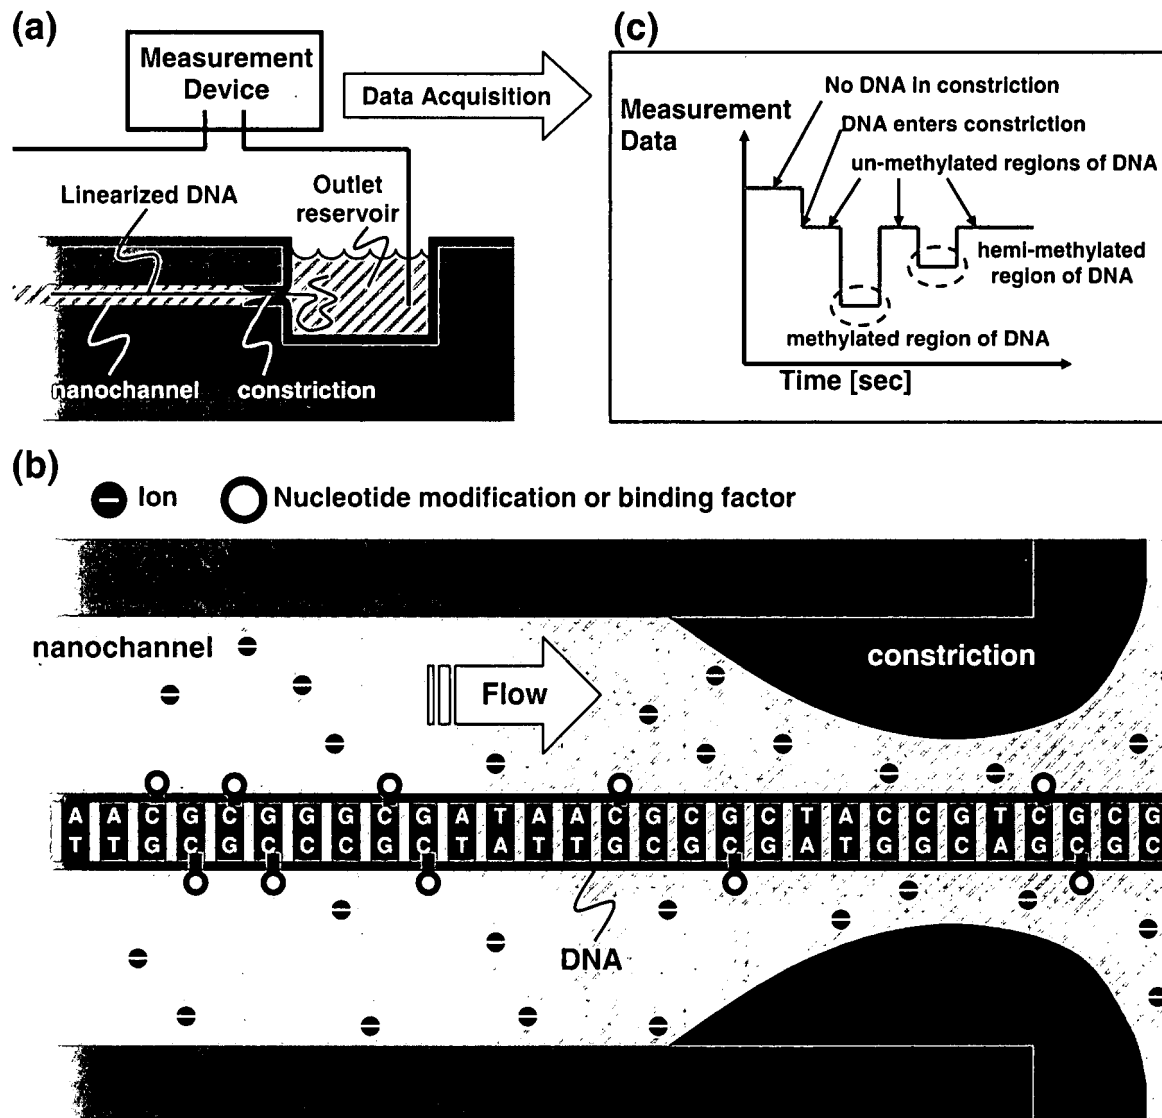 (a)
Measurement
Device
Data Acquisition
Linearized DNA
Outlet
reservoir
nanochannel
constriction
(c)
Measurement
Data
No DNA in constriction
DNA enters constriction
un-methylated regions of DNA
hemi-methylated
region of DNA
methylated region of DNA
Time [sec]
(b)
Ion
Nucleotide modification or binding factor
nanochannel
Flow
constriction
A A C G C G G G C G A T A A C G C G C T A C C G T C G C G
T T G C G C C C G C T A T T G C G C G A T G G C A G C G C
DNA